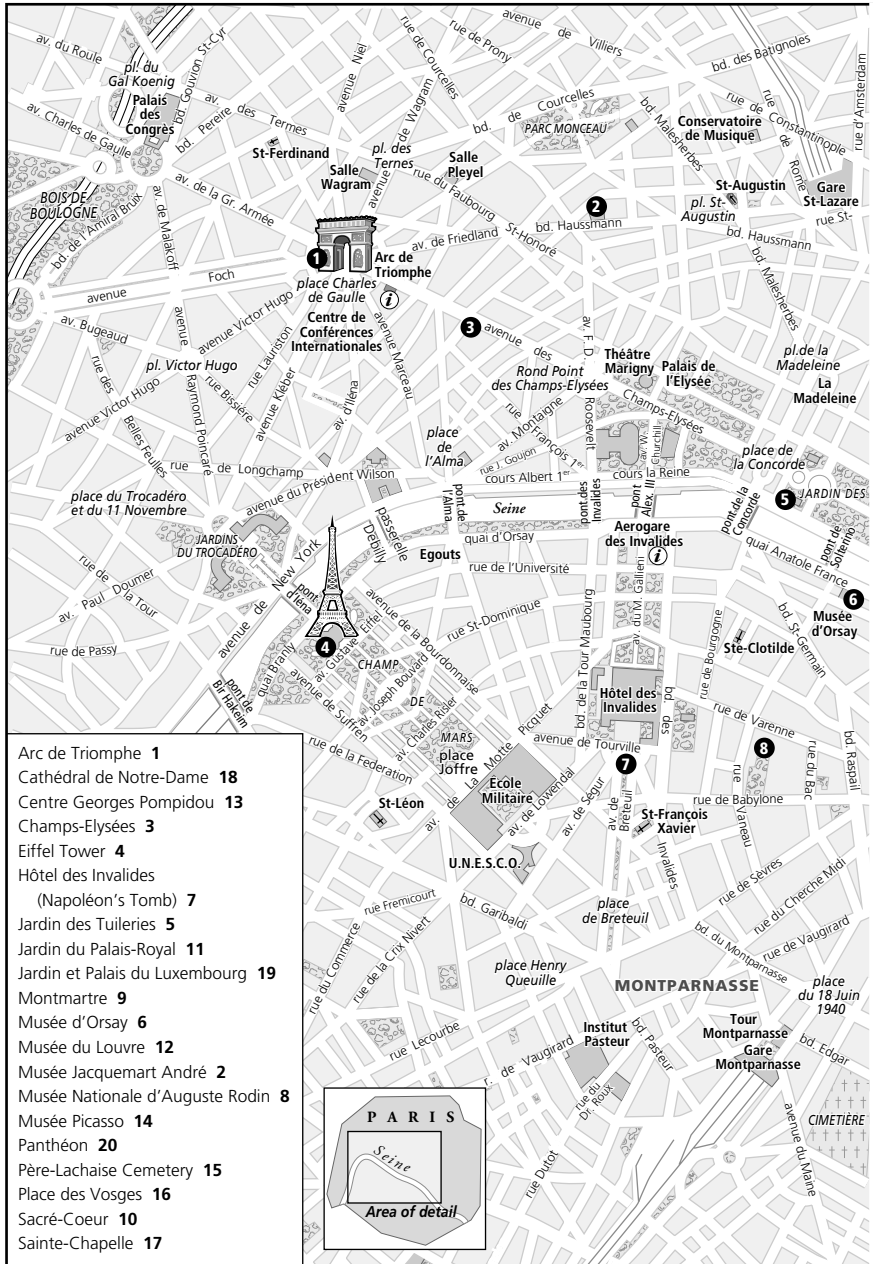 avenue de Villiers
rue de Prony
rue de Courcelles
avenue Niel
bd. des Batignoles
av. du Roule
bd. Gouvion St-Cyr
pl. du
Gal Koenig
Palais
des
Congrès
av. des Termes
bd. Pereire
av. Charles de Gaulle
St-Ferdinand
avenue de Wagram
pl. des
Ternes
Salle
Wagram
Salle
Pleyel
bd. de Courcelles
PARC MONCEAU
bd. Malesherbes
Conservatoire
de Musique
rue de Constantinople
rue de Rome
rue d'Amsterdam
St-Augustin
pl. St-
Augustin
Gare
St-Lazare
rue St-
BOIS DE
BOULOGNE
bd. de l'Amiral Bruix
av. de Malakoff
av. de la Gr. Armée
rue du Faubourg
St-Honoré
2
bd. Haussmann
bd. Haussmann
av. de Friedland
1
Arc de
Triomphe
place Charles
de Gaulle
i
avenue Foch
bd. Malesherbes
Centre de
Conférences
Internationales
avenue Victor Hugo
rue Lauriston
avenue Marceau
3
avenue des
Champs-Elysées
av. F. D.
Roosevelt
Rond Point
des Champs-Elysées
Théâtre
Marigny
Palais de
l'Elysée
pl.de la
Madeleine
La
Madeleine
av. Bugeaud
avenue
Raymond Poincaré
pl. Victor Hugo
avenue Victor Hugo
rue Bissière
avenue Kléber
av. d'Iléna
rue des
Belles Feuilles
rue
François 1er
av. Montaigne
place
de
l'Alma
rue J. Goujon
av. W.
Churchill
place de
la Concorde
rue de Longchamp
avenue du Président Wilson
cours Albert 1er
cours la Reine
place du Trocadéro
et du 11 Novembre
pont.de
l'Alma
Seine
pont.des
Invalides
pont
Alex. III
pont.de la
Concorde
5
JARDIN DES
JARDINS
DU TROCADÉRO
passerelle
Debilly
Egouts
quai d'Orsay
Aerogare
des Invalides
i
pont de
Solferino
quai Anatole France
rue de l'Université
rue de
la Tour
av. Paul Doumer
avenue de New York
pont
d'Iéna
6
Musée
d'Orsay
rue de Passy
4
av. Gustave Eiffel
avenue de la Bourdonnaise
rue St-Dominique
bd. de la Tour Maubourg
av. du M. Gallieni
rue de Bourgogne
Ste-Clotilde
bd. St-Germain
quai Branly
pont.de
Bir Hakeim
CHAMP
DE
MARS
av. Joseph Bouvard
av. Charles Risler
avenue de Suffren
Hôtel des
Invalides
bd. des
Invalides
rue de Varenne
place
Joffre
av. de La Motte Picquet
avenue de Tourville
7
8
rue du Bac
bd. Raspail
rue de la Federation
École
Militaire
av. de Lowendal
av. de Ségur
av. de
Breteuil
rue de Babylone
rue
Vaneau
St-Léon
St-François
Xavier
U.N.E.S.C.O.
rue de Sèvres
rue du Cherche Midi
rue Fremicourt
bd. Garibaldi
place
de Breteuil
rue de Vaugirard
bd. du Montparnasse
rue du Commerce
rue de la Crix Nivert
place Henry
Queuille
MONTPARNASSE
place
du 18 Juin
1940
rue Lecourbe
Institut
Pasteur
bd. Pasteur
Tour
Montparnasse
Gare
Montparnasse
bd. Edgar
r. de Vaugirard
rue du
Dr. Roux
CIMETIÈRE
rue Dutot
avenue du Maine
PARIS
Seine
Area of detail
Arc de Triomphe 1
Cathédral de Notre-Dame 18
Centre Georges Pompidou 13
Champs-Elysées 3
Eiffel Tower 4
Hôtel des Invalides
(Napoléon's Tomb) 7
Jardin des Tuileries 5
Jardin du Palais-Royal 11
Jardin et Palais du Luxembourg 19
Montmartre 9
Musée d'Orsay 6
Musée du Louvre 12
Musée Jacquemart André 2
Musée Nationale d'Auguste Rodin 8
Musée Picasso 14
Panthéon 20
Père-Lachaise Cemetery 15
Place des Vosges 16
Sacré-Coeur 10
Sainte-Chapelle 17